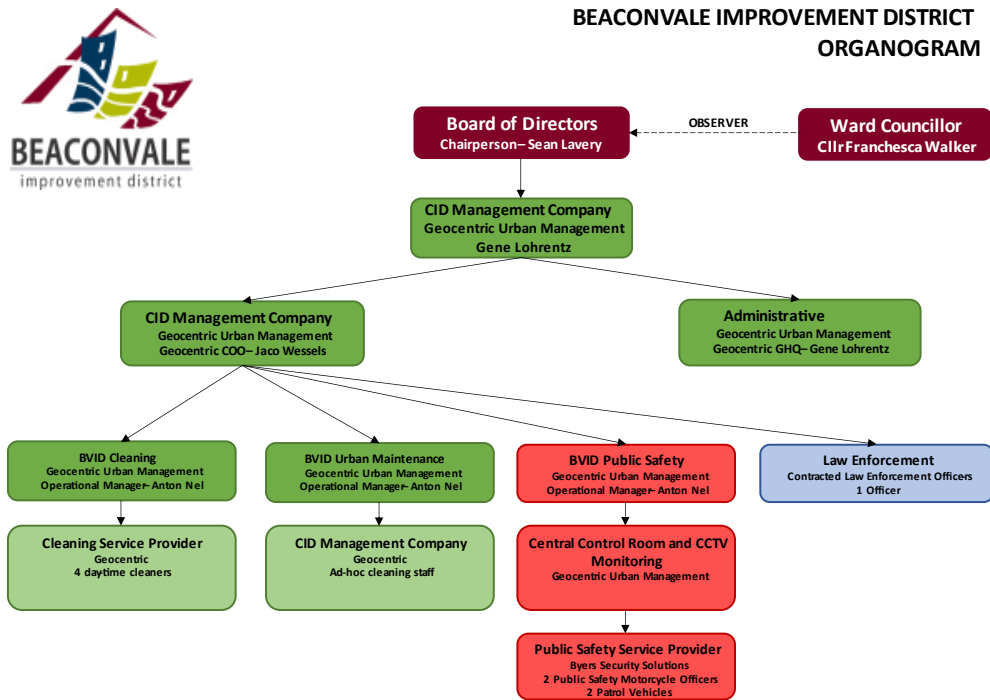 BEACONVALE IMPROVEMENT DISTRICT
ORGANOGRAM
BEACONVALE
improvement district
Board of Directors
Chairperson– Sean Lavery
OBSERVER
Ward Councillor
Cllr Franchesca Walker
CID Management Company
Geocentric Urban Management
Gene Lohrentz
CID Management Company
Geocentric Urban Management
Geocentric COO– Jaco Wessels
Administrative
Geocentric Urban Management
Geocentric GHQ– Gene Lohrentz
BVID Cleaning
Geocentric Urban Management
Operational Manager– Anton Nel
BVID Urban Maintenance
Geocentric Urban Management
Operational Manager– Anton Nel
BVID Public Safety
Geocentric Urban Management
Operational Manager– Anton Nel
Law Enforcement
Contracted Law Enforcement Officers
1 Officer
Cleaning Service Provider
Geocentric
4 daytime cleaners
CID Management Company
Geocentric
Ad-hoc cleaning staff
Central Control Room and CCTV
Monitoring
Geocentric Urban Management
Public Safety Service Provider
Byers Security Solutions
2 Public Safety Motorcycle Officers
2 Patrol Vehicles